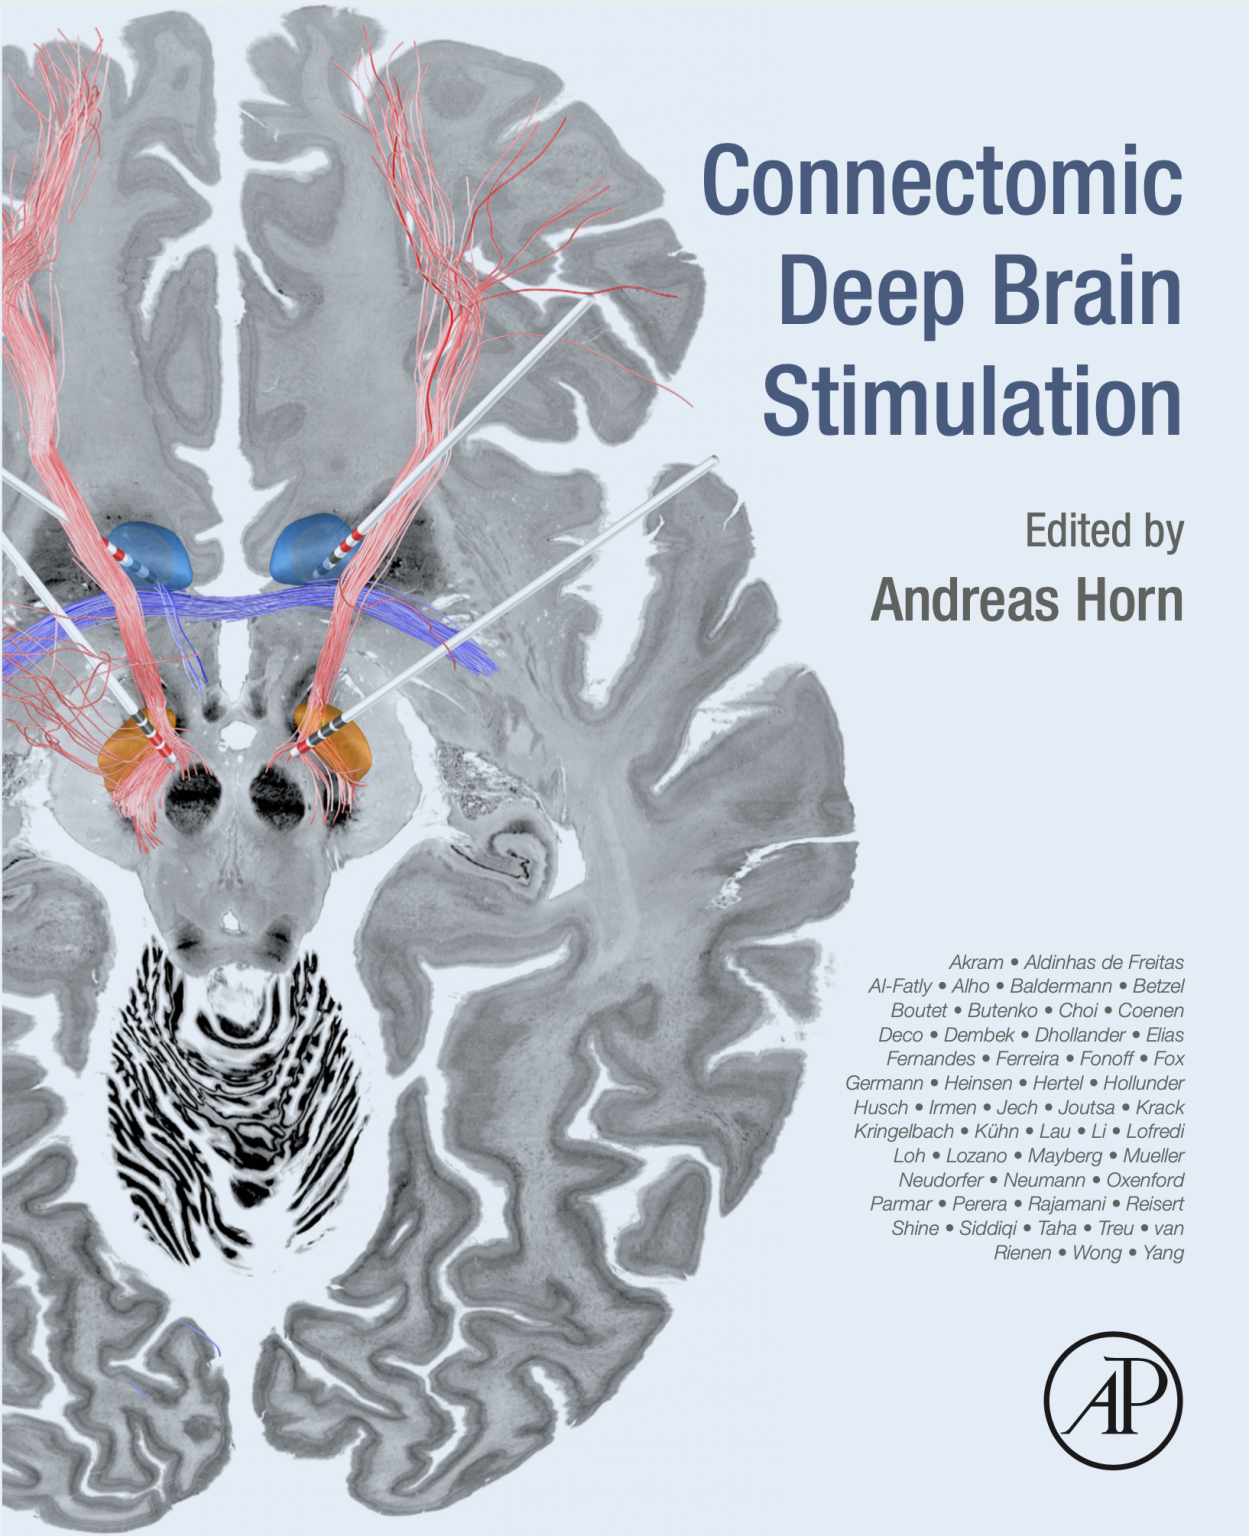 Connectomic
Deep Brain
Stimulation
Edited by
Andreas Horn
Akram • Aldinhas de Freitas
Al-Fatly • Alho • Baldermann • Betzel
Boutet • Butenko • Choi • Coenen
Deco • Dembek • Dhollander • Elias
Fernandes • Ferreira • Fonoff • Fox
Germann • Heinsen • Hertel • Hollunder
Husch • Irmen • Jech • Joutsa • Krack
Kringelbach • Kühn • Lau • Li • Lofredi
Loh • Lozano • Mayberg • Mueller
Neudorfer • Neumann • Oxenford
Parmar • Perera • Rajamani • Reisert
Shine • Siddiqi • Taha • Treu • van
Rienen • Wong • Yang
AP